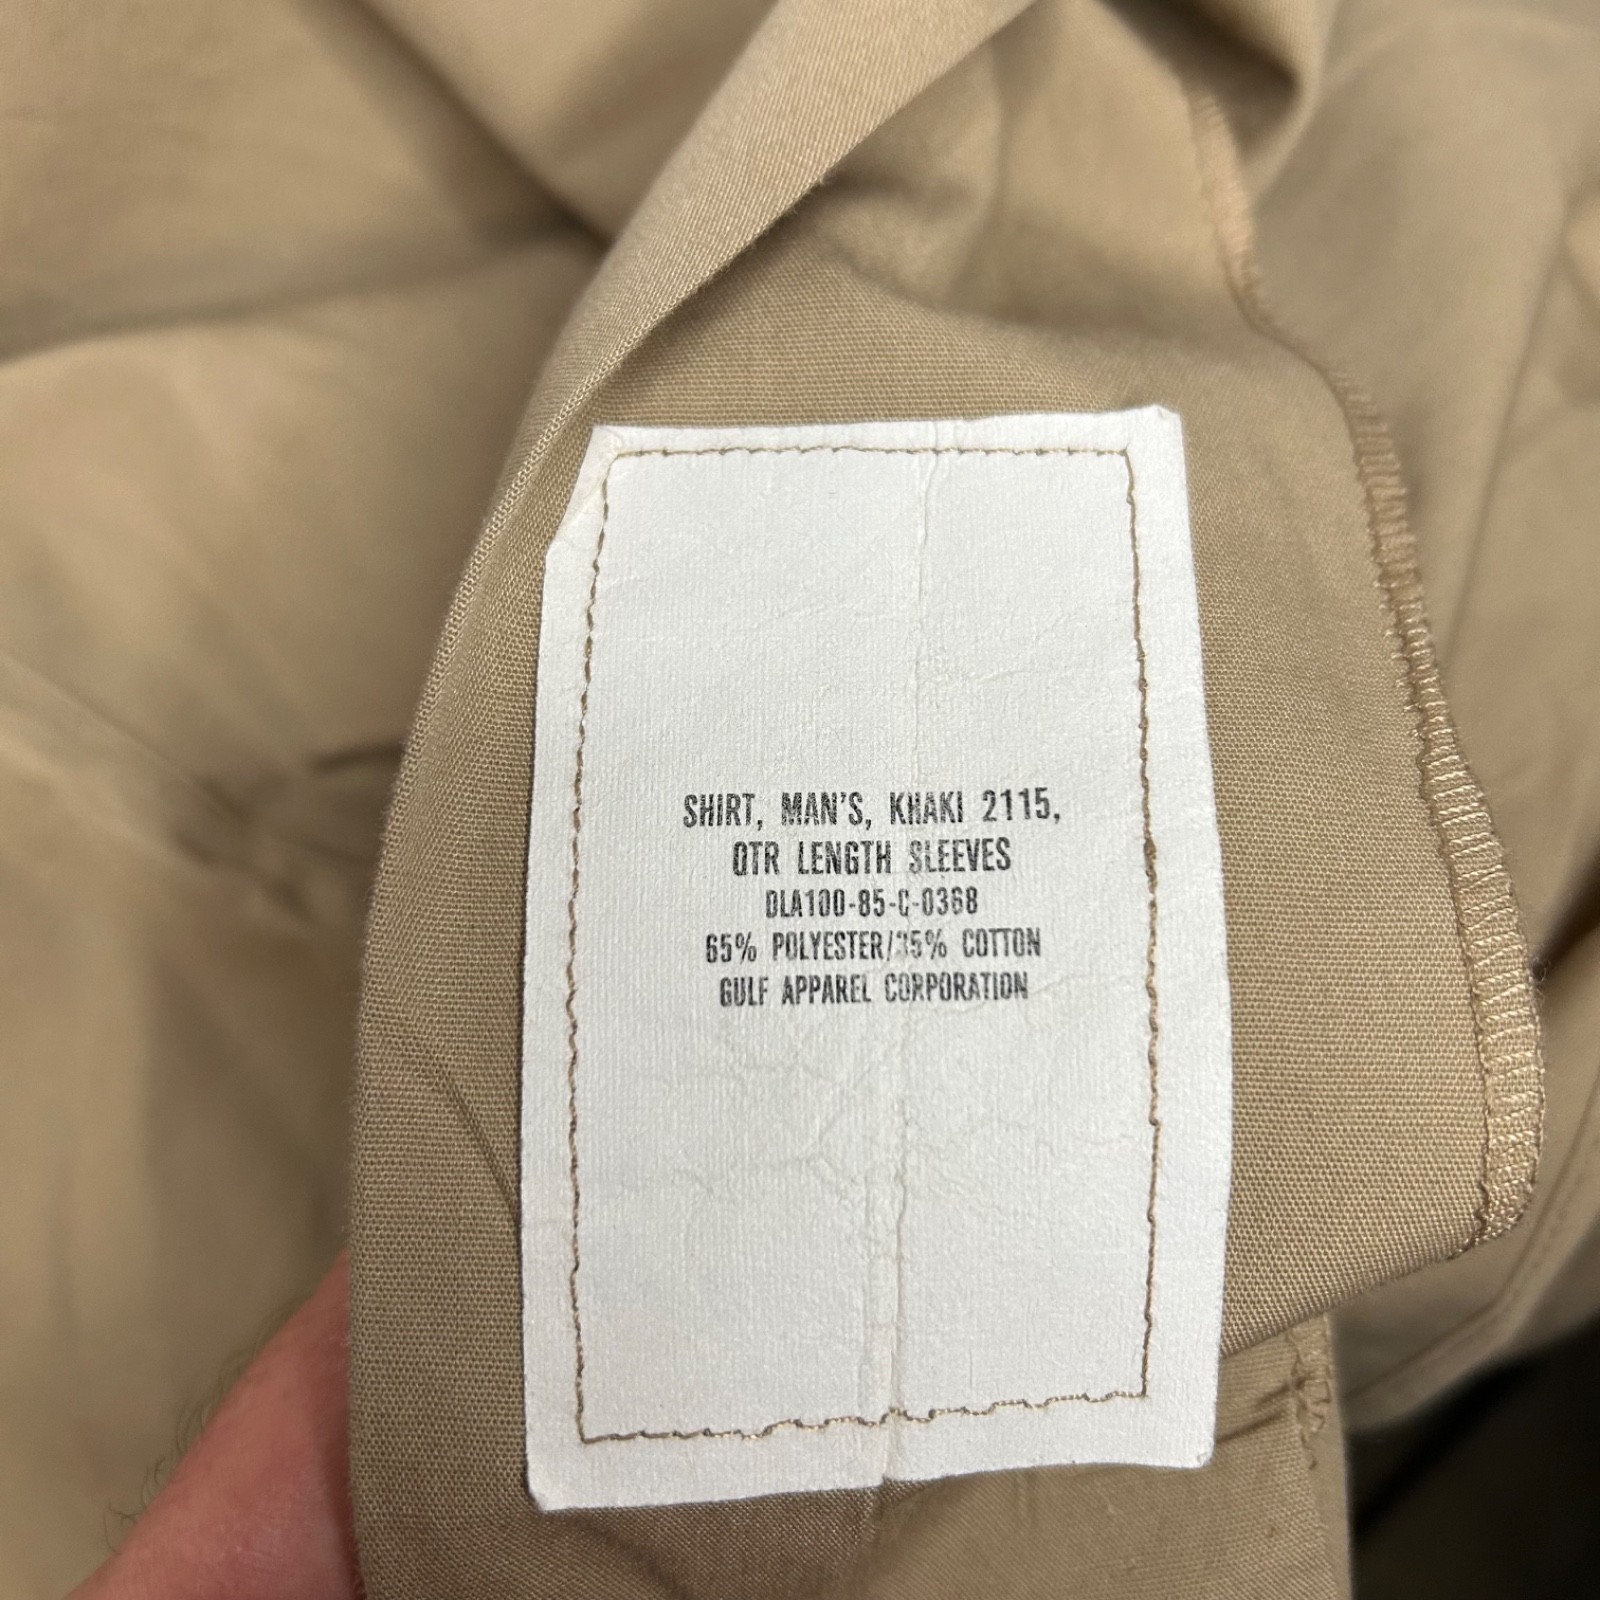 SHIRT, MAN'S, KHAKI 2115,
QTR LENGTH SLEEVES
DLA100-85-C-0368
65% POLYESTER/35% COTTON
GULF APPAREL CORPORATION